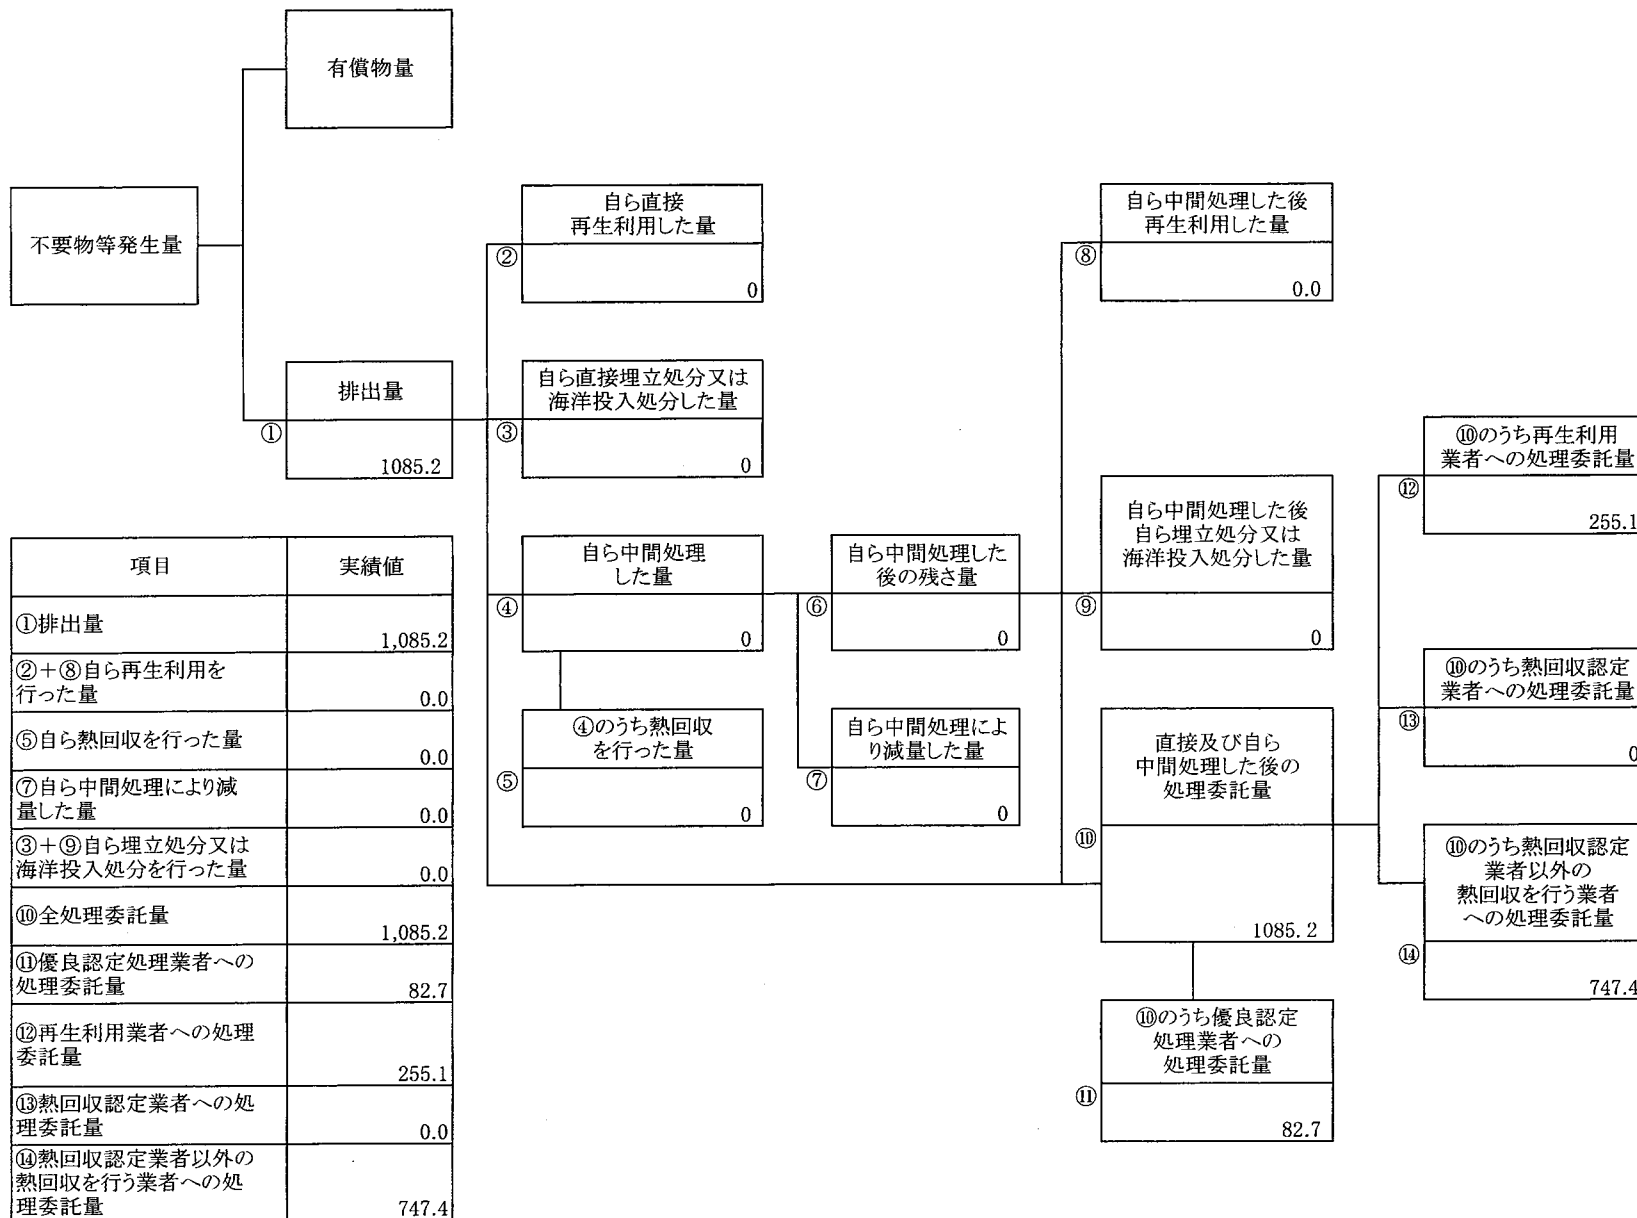 有償物量
不要物等発生量
排出量
①
1085.2
自ら直接
再生利用した量
②
0
自ら直接埋立処分又は
海洋投入処分した量
③
0
自ら中間処理
した量
④
0
④のうち熱回収
を行った量
⑤
0
自ら中間処理した
後の残さ量
⑥
0
自ら中間処理によ
り減量した量
⑦
0
自ら中間処理した後
再生利用した量
⑧
0.0
自ら中間処理した後
自ら埋立処分又は
海洋投入処分した量
⑨
0
直接及び自ら
中間処理した後の
処理委託量
⑩
1085.2
⑩のうち優良認定
処理業者への
処理委託量
⑪
82.7
⑩のうち再生利用
業者への処理委託量
⑫
255.1
⑩のうち熱回収認定
業者への処理委託量
⑬
0
⑩のうち熱回収認定
業者以外の
熱回収を行う業者
への処理委託量
⑭
747.4
項目 実績値
①排出量
1,085.2
②+⑧自ら再生利用を
行った量
0.0
⑤自ら熱回収を行った量
0.0
⑦自ら中間処理により減
量した量
0.0
③+⑨自ら埋立処分又は
海洋投入処分を行った量
0.0
⑩全処理委託量
1,085.2
⑪優良認定処理業者への
処理委託量
82.7
⑫再生利用業者への処理
委託量
255.1
⑬熱回収認定業者への処
理委託量
0.0
⑭熱回収認定業者以外の
熱回収を行う業者への処
理委託量
747.4